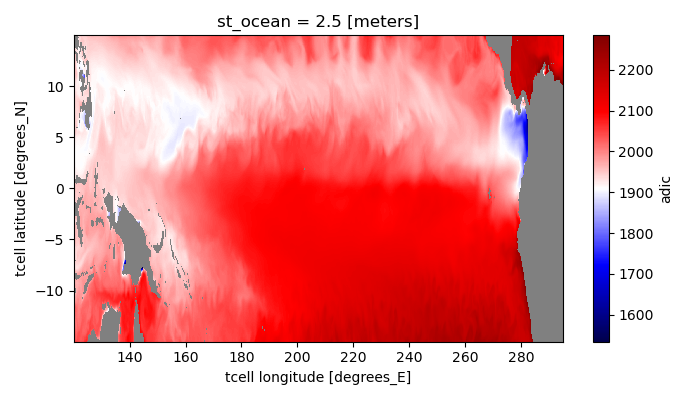 st_ocean = 2.5 [meters]
10
5
0
−5
−10
tcell latitude [degrees_N]
140 160 180 200 220 240 260 280
tcell longitude [degrees_E]
2200
2100
2000
1900
1800
1700
1600
adic